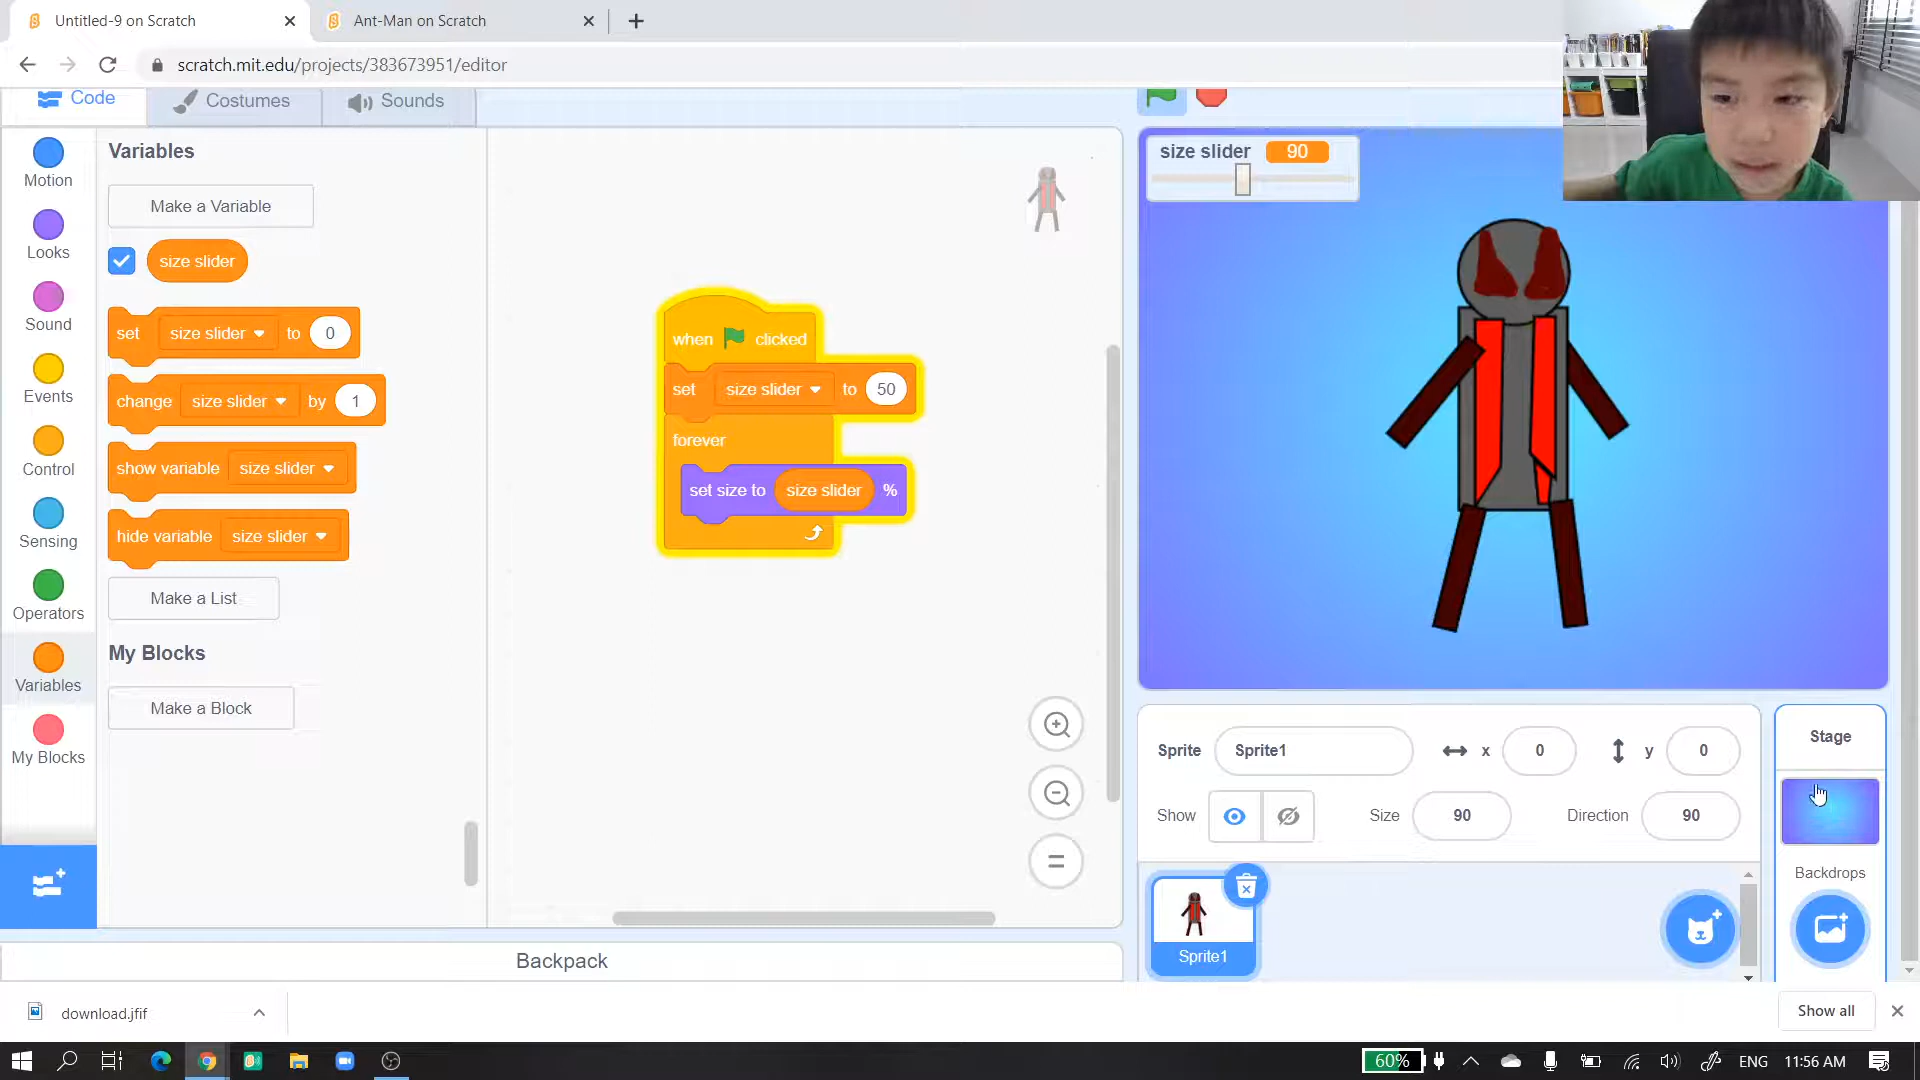 Untitled-9 on Scratch
Ant-Man on Scratch
scratch.mit.edu/projects/383673951/editor
Code
Costumes
Sounds
Motion
Looks
Sound
Events
Control
Sensing
Operators
Variables
My Blocks
Variables
Make a Variable
size slider
set size slider to 0
change size slider by 1
show variable size slider
hide variable size slider
Make a List
My Blocks
Make a Block
when clicked
set size slider to 50
forever
set size to size slider %
Backpack
size slider 90
Sprite Sprite1 x 0 y 0
Show Size 90 Direction 90
Sprite1
Stage
Backdrops
download.jfif
Show all
60%
ENG
11:56 AM